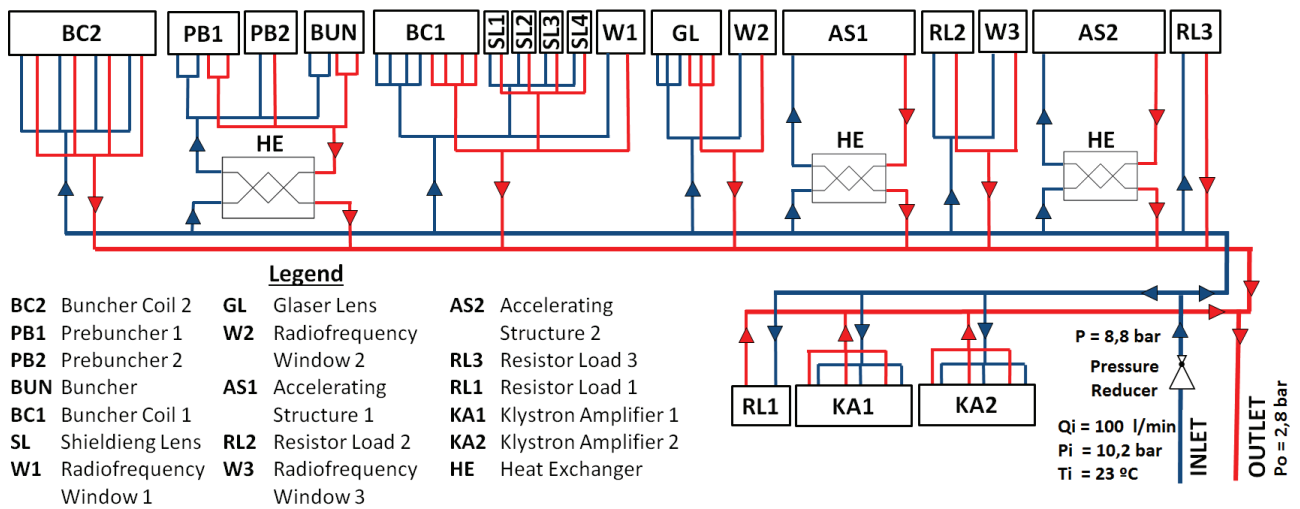 BC2 PB1 PB2 BUN BC1 SL1 SL2 SL3 SL4 W1 GL W2 AS1 RL2 W3 AS2 RL3
HE HE HE
Legend
BC2 Buncher Coil 2
PB1 Prebuncher 1
PB2 Prebuncher 2
BUN Buncher
BC1 Buncher Coil 1
SL Shieldieng Lens
W1 Radiofrequency
Window 1
GL Glaser Lens
W2 Radiofrequency
Window 2
AS1 Accelerating
Structure 1
RL2 Resistor Load 2
W3 Radiofrequency
Window 3
AS2 Accelerating
Structure 2
RL3 Resistor Load 3
RL1 Resistor Load 1
KA1 Klystron Amplifier 1
KA2 Klystron Amplifier 2
HE Heat Exchanger
RL1 KA1 KA2
P = 8,8 bar
Pressure
Reducer
Qi = 100 l/min
Pi = 10,2 bar
Ti = 23 ºC
INLET
OUTLET
Po = 2,8 bar